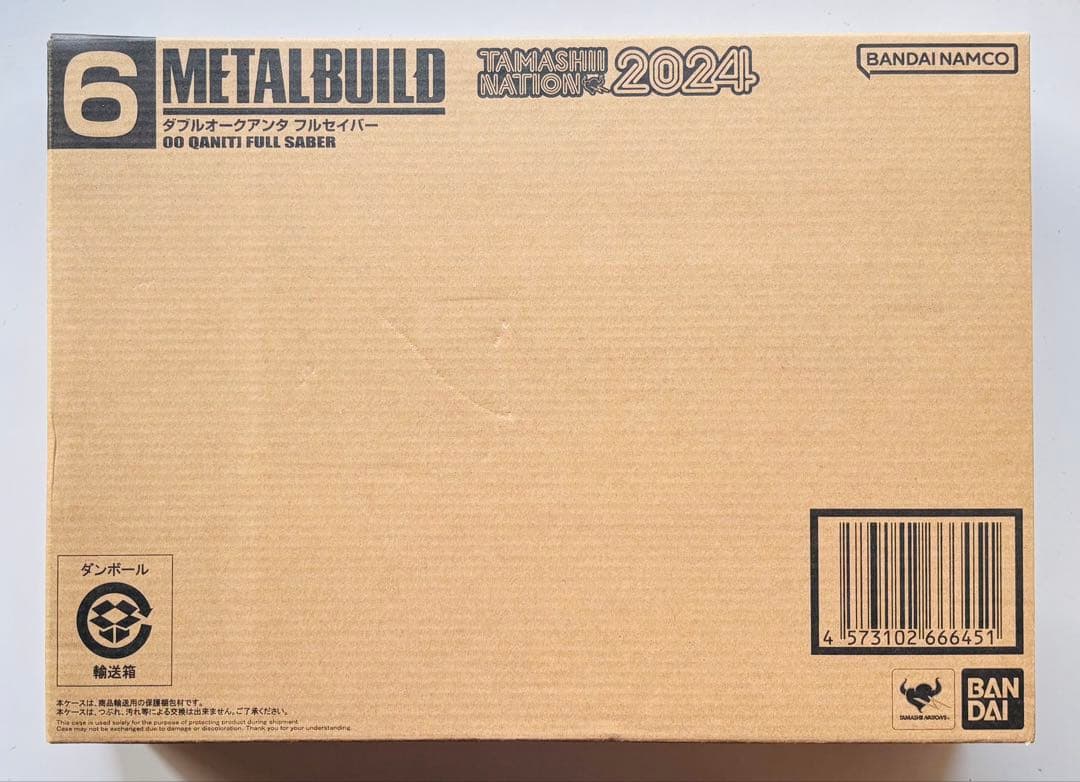 6
METAL BUILD
ダブルオークアンタ フルセイバー
00 QAN[T] FULL SABER
TAMASHII
NATION 2024
BANDAI NAMCO
ダンボール
輸送箱
本ケースは、商品輸送用の保護梱包材です。
本ケースは、つぶれ、汚れ等による交換は出来ません。ご了承ください。
This case is used solely for the purpose of protecting product during shipment.
Case may not be exchanged due to damage or discoloration. Thank you for your understanding.
4 573102 666451
TAMASHII NATIONS
BAN
DAI